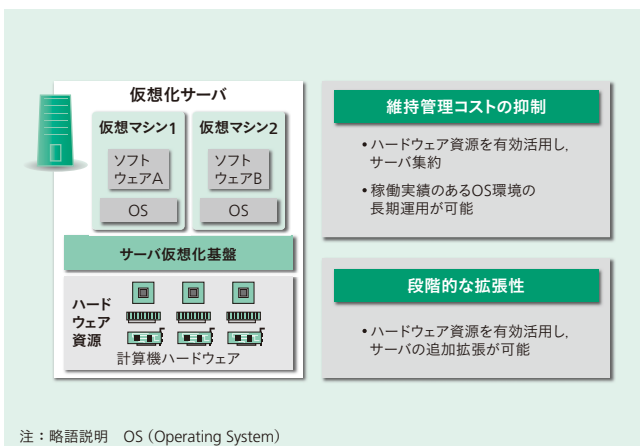 仮想化サーバ
仮想マシン1
ソフト
ウェアA
OS
仮想マシン2
ソフト
ウェアB
OS
サーバ仮想化基盤
ハード
ウェア
資源
計算機ハードウェア
維持管理コストの抑制
•ハードウェア資源を有効活用し,
サーバ集約
•稼働実績のあるOS環境の
長期運用が可能
段階的な拡張性
•ハードウェア資源を有効活用し,
サーバの追加拡張が可能
注:略語説明 OS(Operating System)